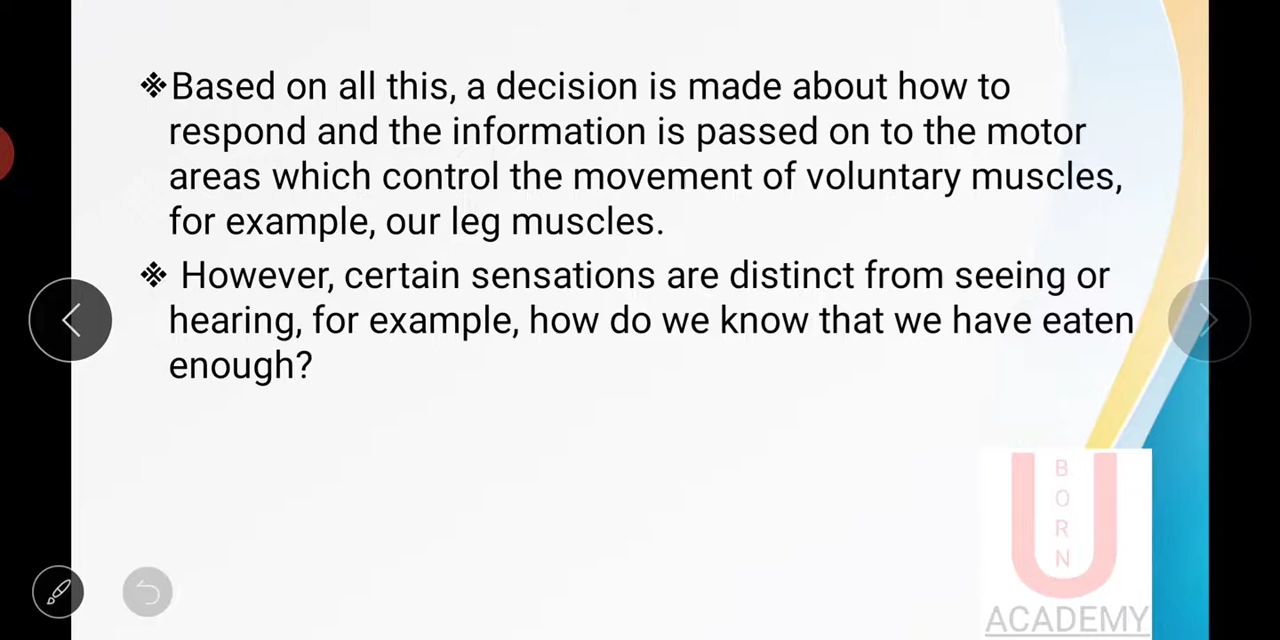 ❖Based on all this, a decision is made about how to
respond and the information is passed on to the motor
areas which control the movement of voluntary muscles,
for example, our leg muscles.
❖ However, certain sensations are distinct from seeing or
hearing, for example, how do we know that we have eaten
enough?
U
BORN
ACADEMY